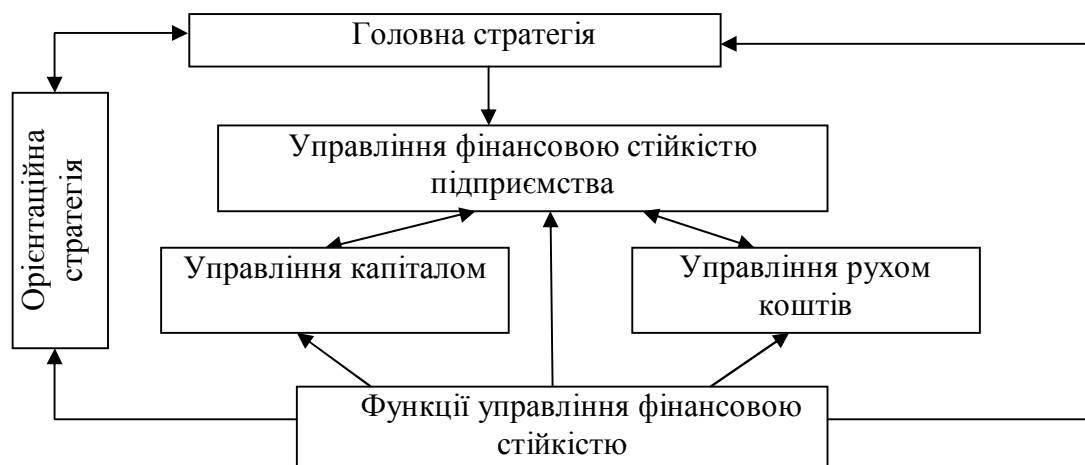 Головна стратегія
Орієнтаційна
стратегія
Управління фінансовою стійкістю
підприємства
Управління капіталом
Управління рухом
коштів
Функції управління фінансовою
стійкістю